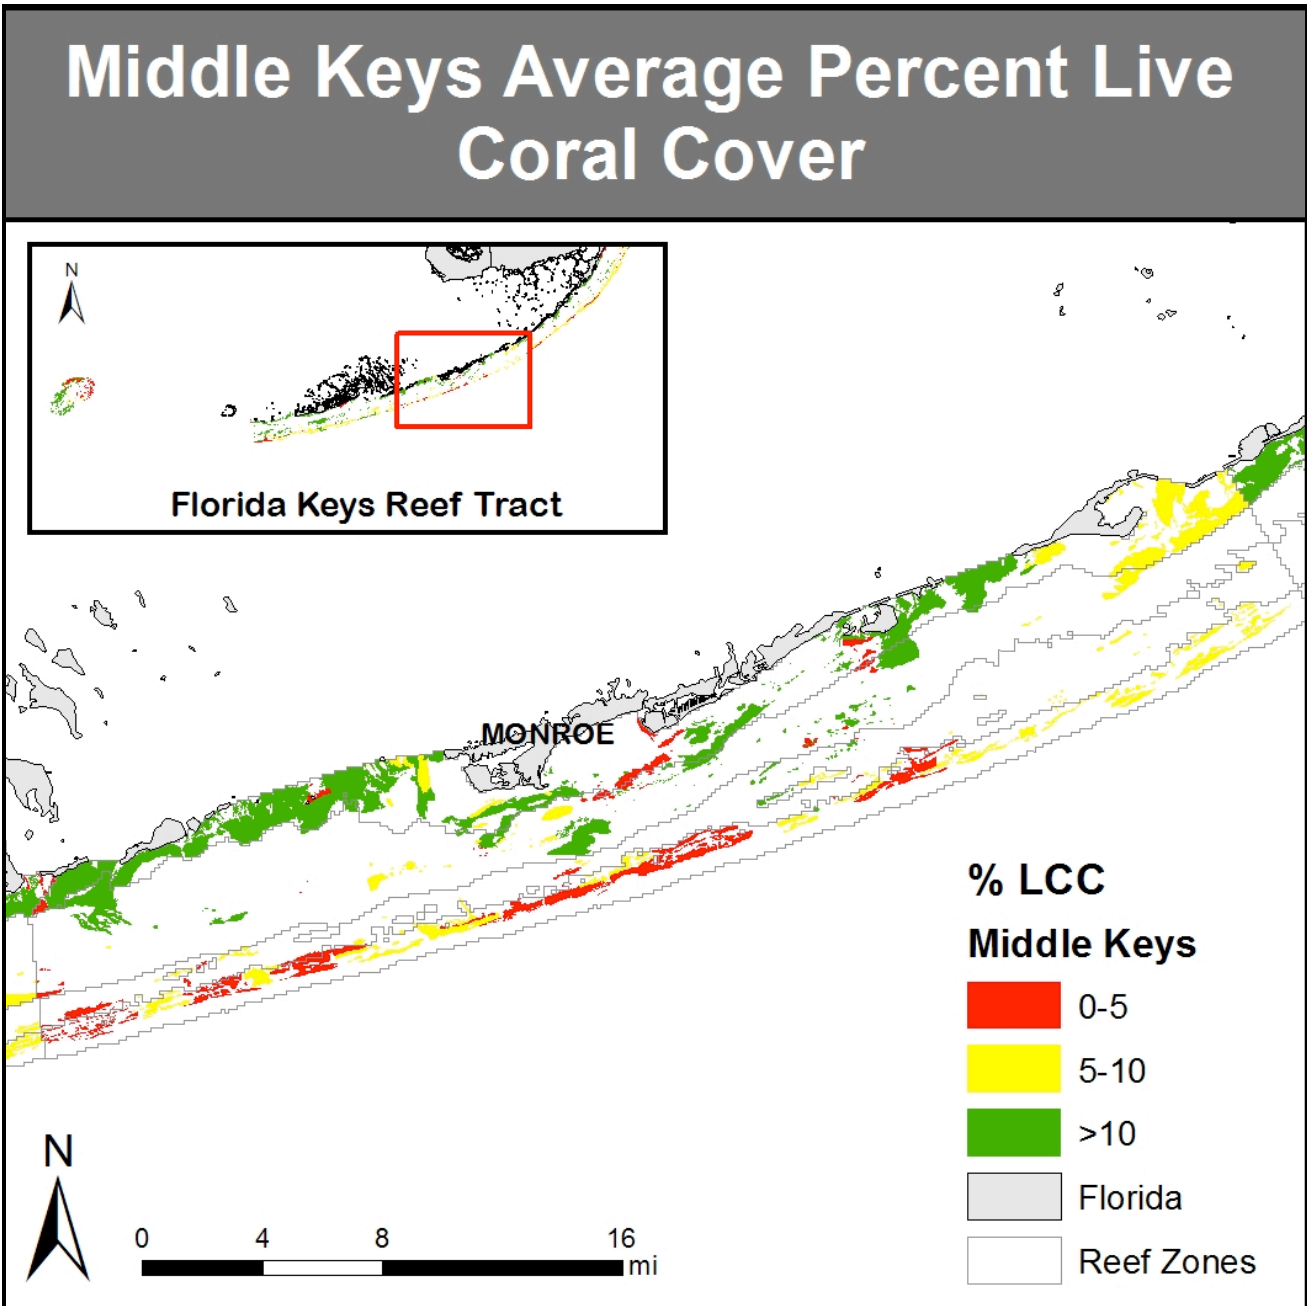 Middle Keys Average Percent Live
Coral Cover
N
Florida Keys Reef Tract
MONROE
% LCC
Middle Keys
0-5
5-10
>10
Florida
Reef Zones
N
0 4 8 16
mi